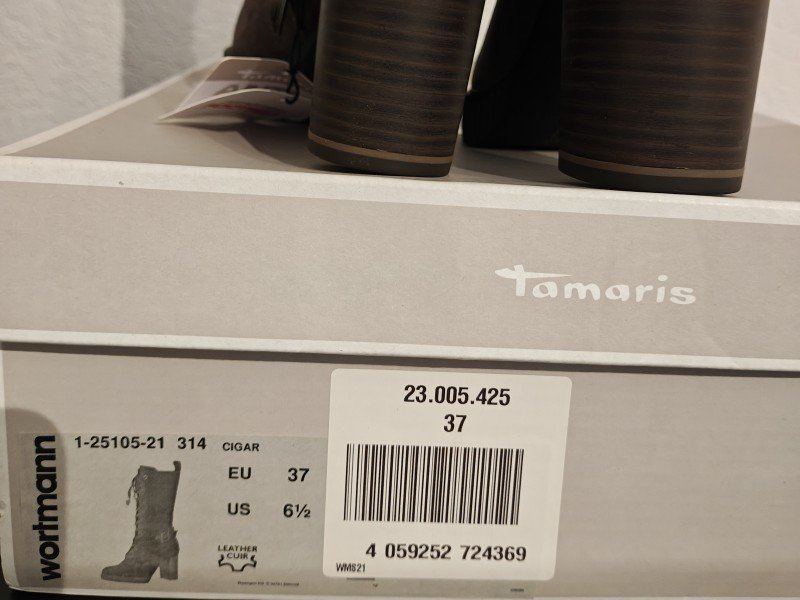 tamaris
23.005.425
37
4 059252 724369
WMS21
wortmann
1-25105-21 314 CIGAR
EU 37
US 6½
LEATHER
CUIR